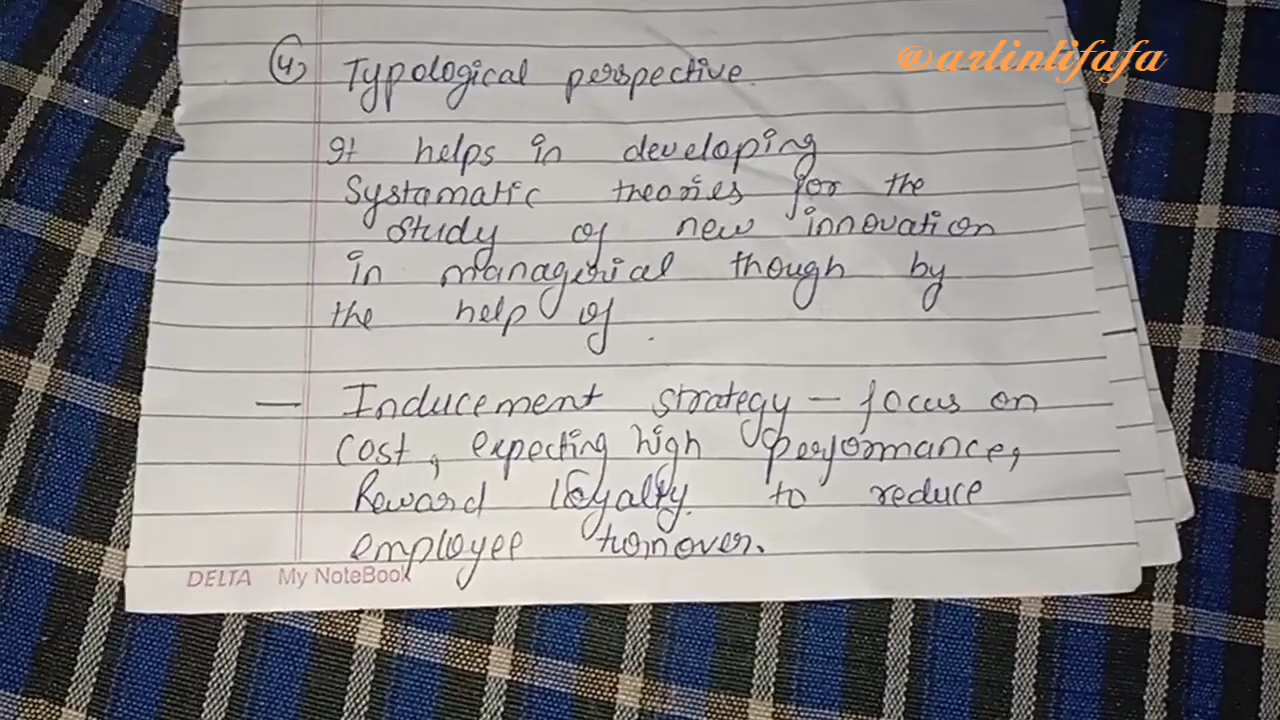 @artinlifafa
(4) Typological perspective
It helps in developing
Systamatic theories for the
study of new innovation
in managerial though by
the help of.
— Inducement strategy – focus on
cost, expecting high performance,
Reward loyalty. to reduce
employee turnover.
DELTA My NoteBook